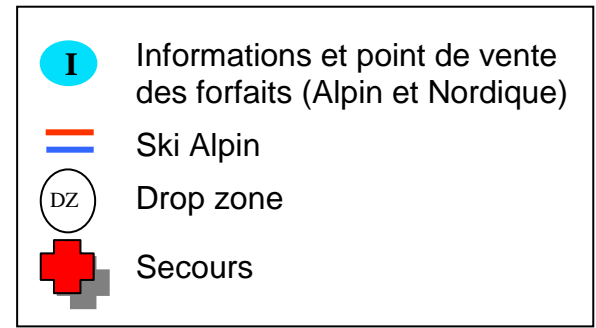 I Informations et point de vente
des forfaits (Alpin et Nordique)
Ski Alpin
DZ Drop zone
Secours